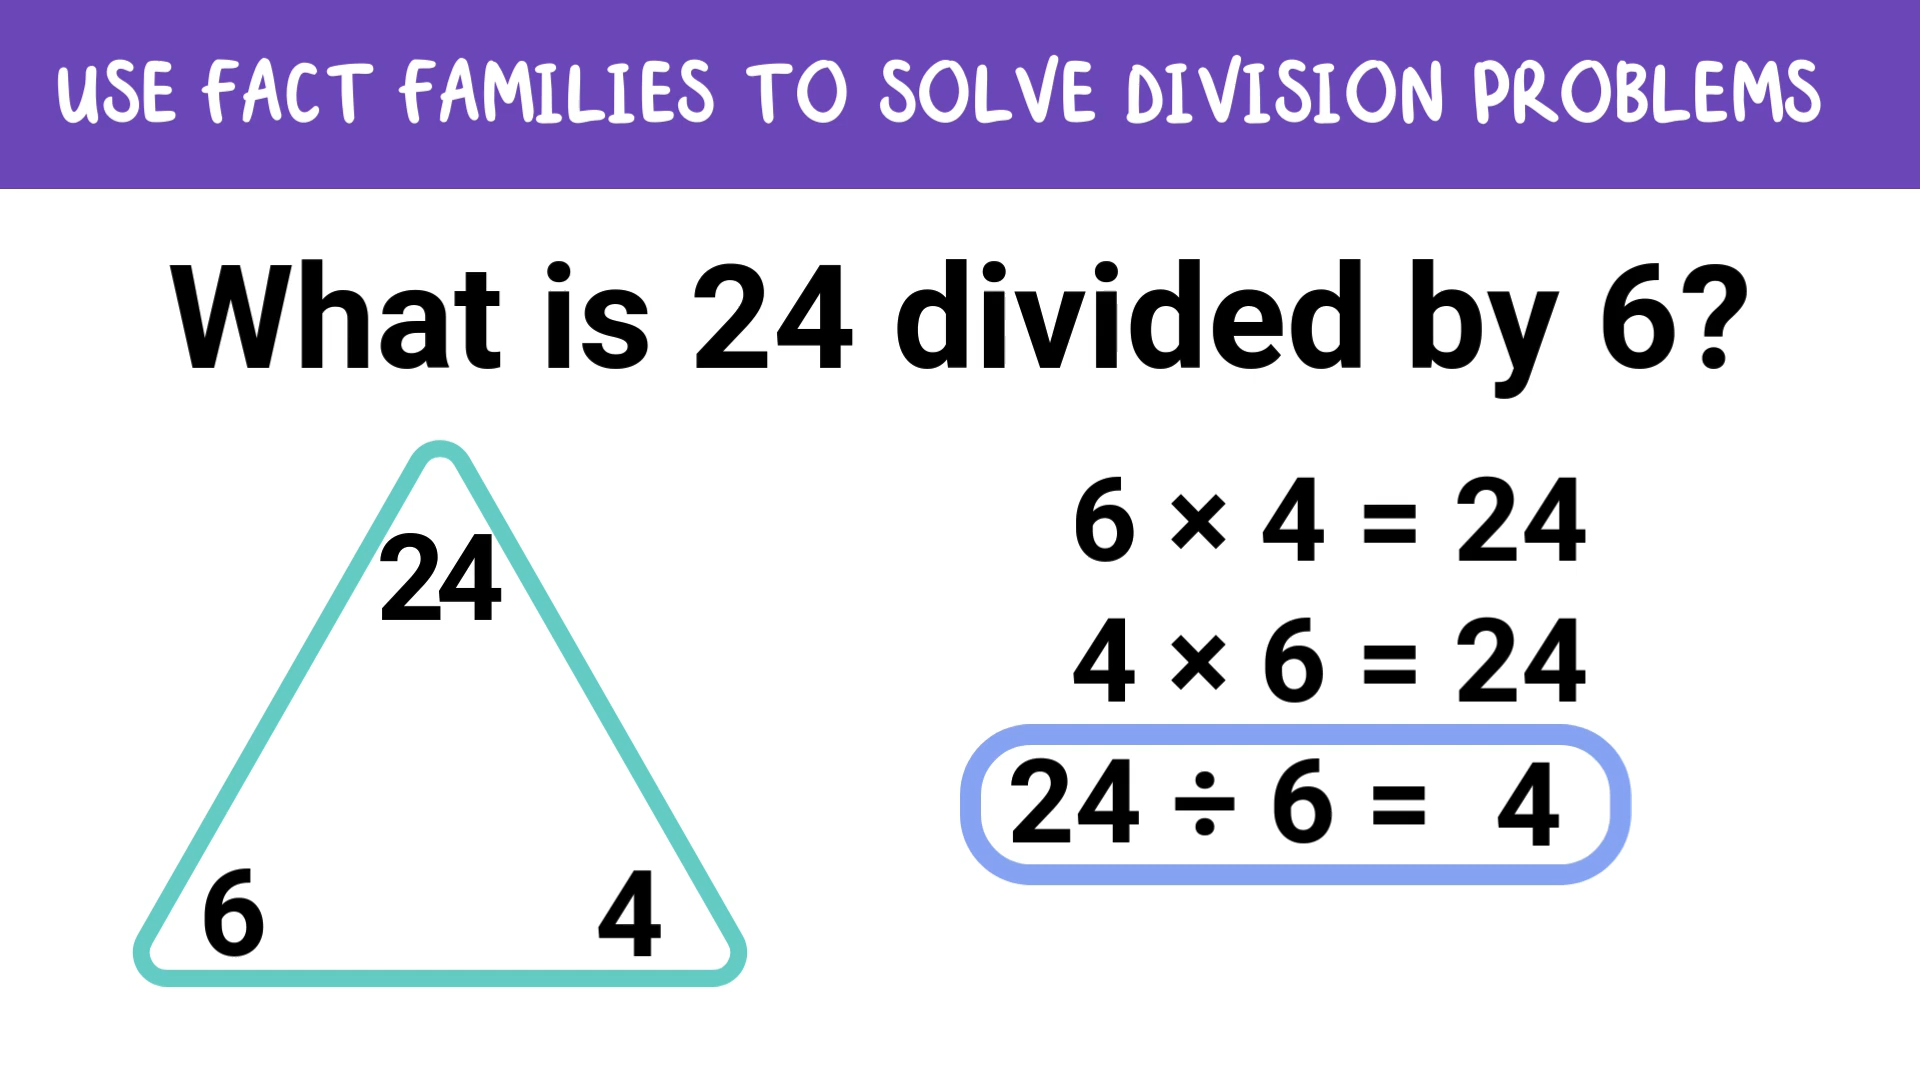 USE FACT FAMILIES TO SOLVE DIVISION PROBLEMS
What is 24 divided by 6?
24
6 4
6 × 4 = 24
4 × 6 = 24
24 ÷ 6 = 4